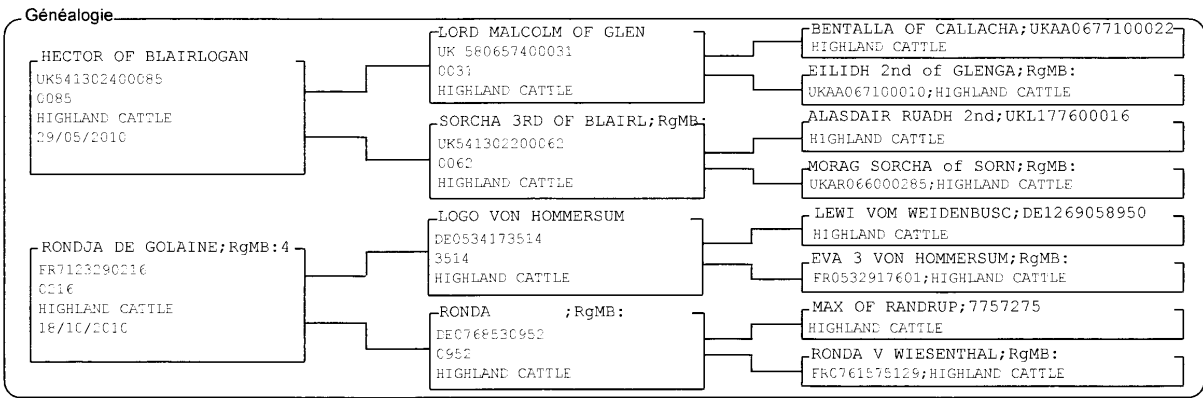 Généalogie
HECTOR OF BLAIRLOGAN
UK541302400085
0085
HIGHLAND CATTLE
29/05/2010
RONDJA DE GOLAINE;RgMB:4
FR7123290216
0216
HIGHLAND CATTLE
18/10/2010
LORD MALCOLM OF GLEN
UK 580657400031
0031
HIGHLAND CATTLE
SORCHA 3RD OF BLAIRL;RgMB:
UK541302200062
0062
HIGHLAND CATTLE
LOGO VON HOMMERSUM
DE0534173514
3514
HIGHLAND CATTLE
RONDA ;RgMB:
DE0768530952
0952
HIGHLAND CATTLE
BENTALLA OF CALLACHA;UKAA0677100022
HIGHLAND CATTLE
EILIDH 2nd of GLENGA;RgMB:
UKAA067100010;HIGHLAND CATTLE
ALASDAIR RUADH 2nd;UKL177600016
HIGHLAND CATTLE
MORAG SORCHA of SORN;RgMB:
UKAR066000285;HIGHLAND CATTLE
LEWI VOM WEIDENBUSC;DE1269058950
HIGHLAND CATTLE
EVA 3 VON HOMMERSUM;RgMB:
FR0532917601;HIGHLAND CATTLE
MAX OF RANDRUP;7757275
HIGHLAND CATTLE
RONDA V WIESENTHAL;RgMB:
FR0761575129;HIGHLAND CATTLE